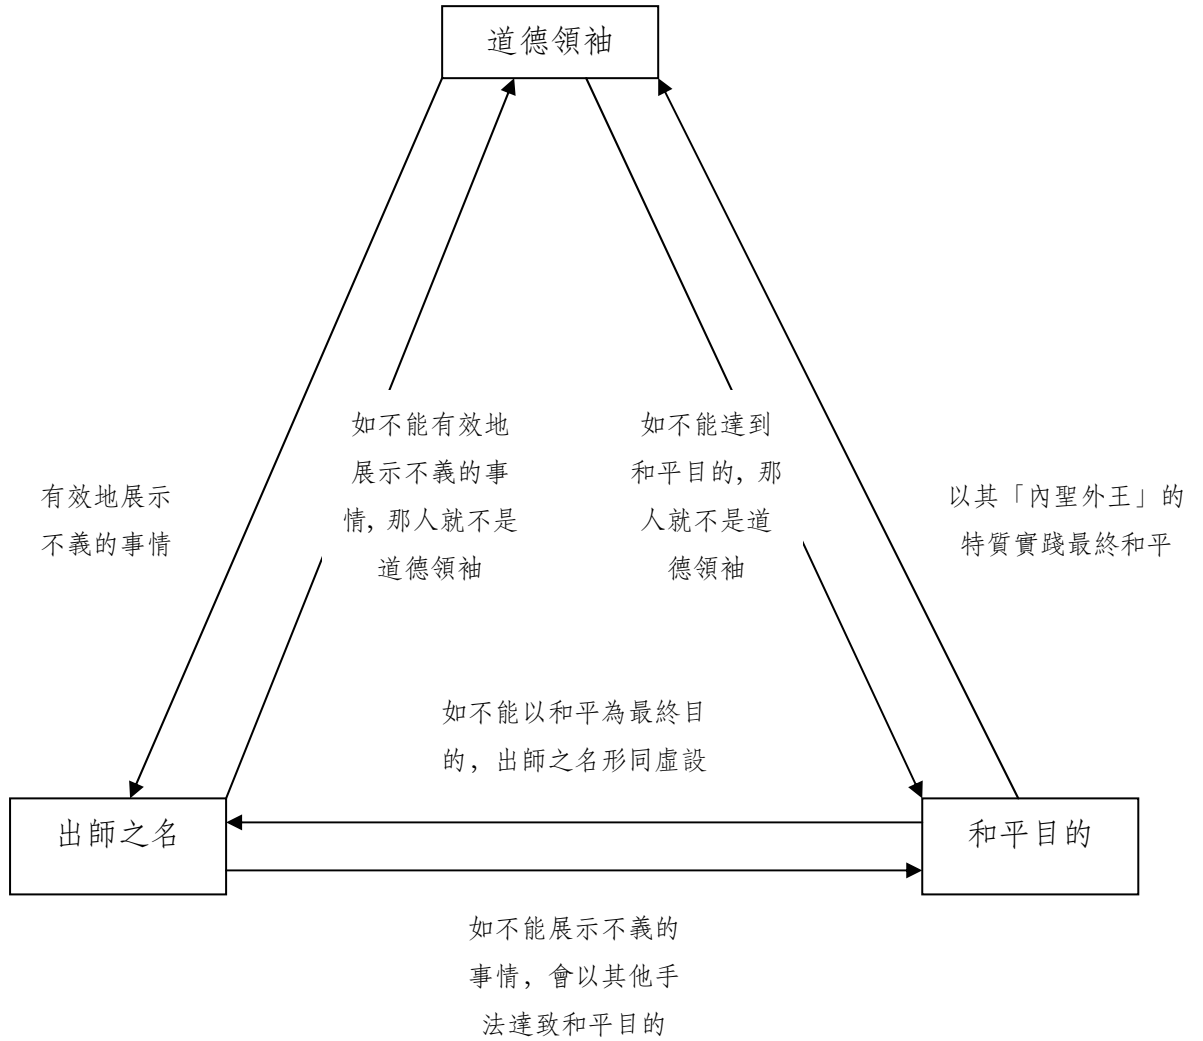 道德領袖
如不能有效地
展示不義的事
情,那人就不是
道德領袖
如不能達到
和平目的,那
人就不是道
德領袖
有效地展示
不義的事情
以其「內聖外王」的
特質實踐最終和平
如不能以和平為最終目
的,出師之名形同虛設
出師之名
和平目的
如不能展示不義的
事情,會以其他手
法達致和平目的